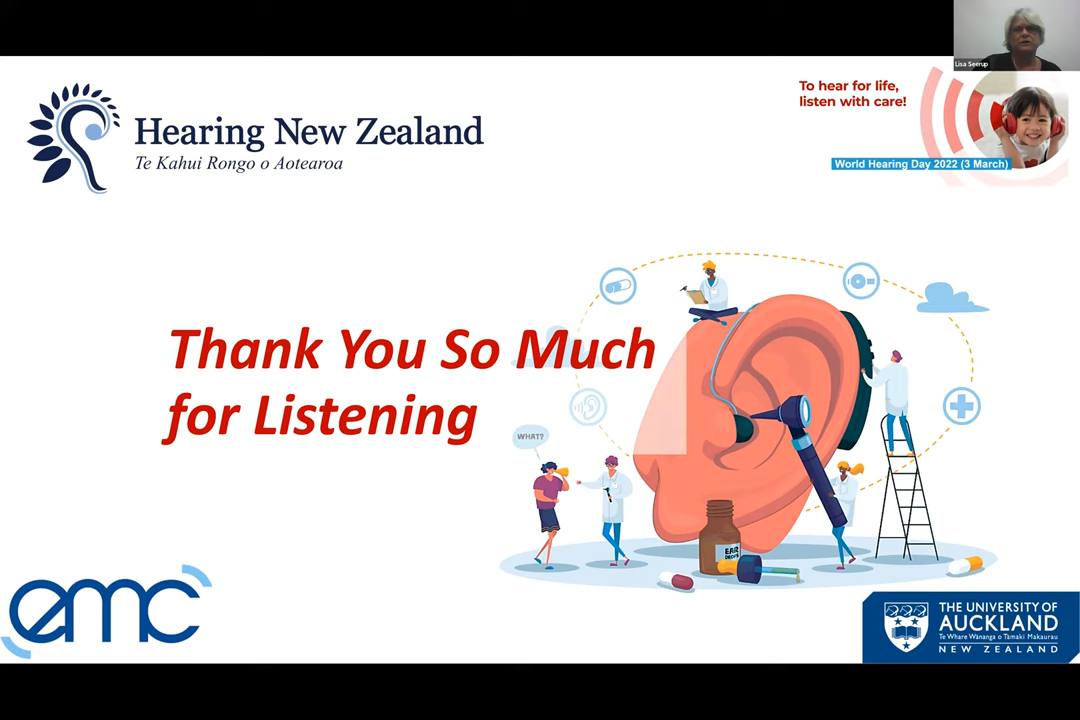 Lisa Seerup
Hearing New Zealand
Te Kahui Rongo o Aotearoa
To hear for life,
listen with care!
World Hearing Day 2022 (3 March)
Thank You So Much
for Listening
WHAT?
EAR
DROPS
emc
THE UNIVERSITY OF
AUCKLAND
Te Whare Wānanga o Tāmaki Makaurau
NEW ZEALAND